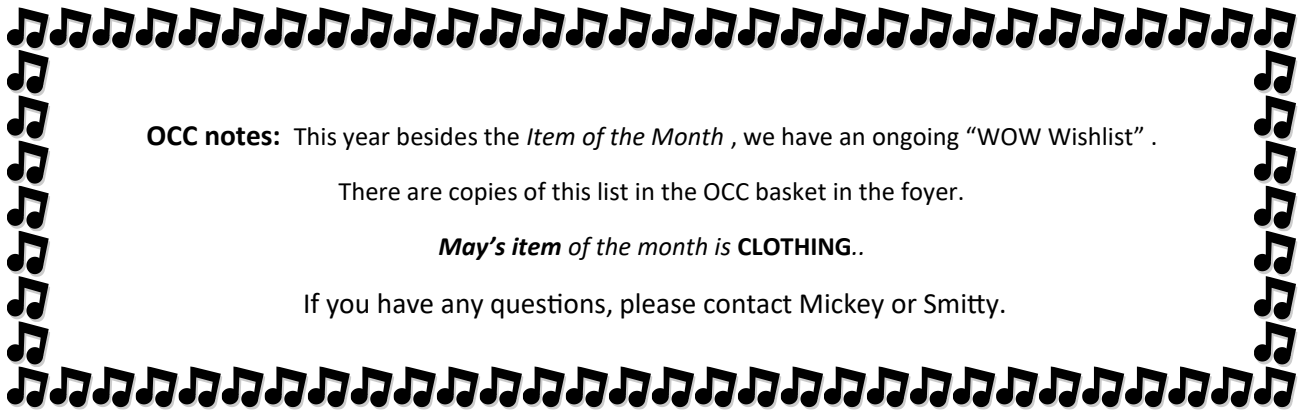 OCC notes: This year besides the Item of the Month , we have an ongoing “WOW Wishlist” .
There are copies of this list in the OCC basket in the foyer.
May’s item of the month is CLOTHING..
If you have any questions, please contact Mickey or Smitty.